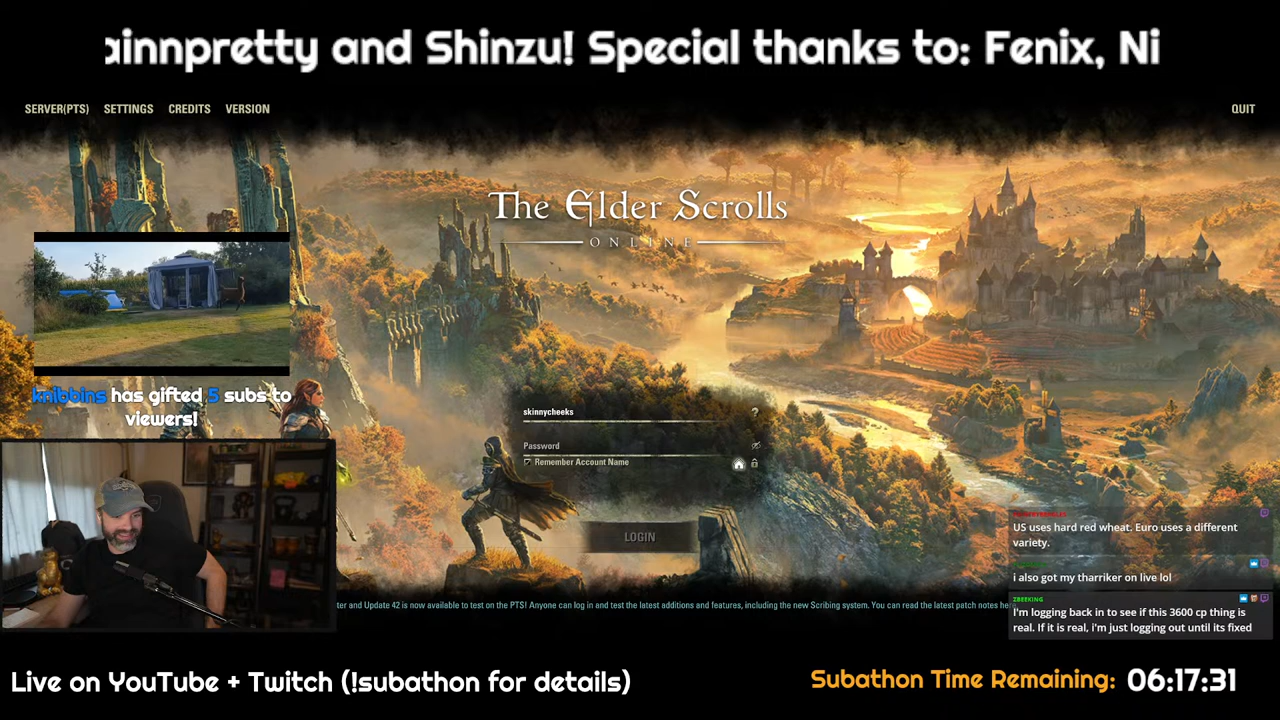 ainnpretty and Shinzu! Special thanks to: Fenix, Ni
SERVER(PTS) SETTINGS CREDITS VERSION QUIT
The Elder Scrolls
ONLINE
knibbins has gifted 5 subs to
viewers!
skinnycheeks ?
Password
Remember Account Name
LOGIN
US uses hard red wheat. Euro uses a different
variety.
i also got my tharriker on live lol
ZBEEKING
I'm logging back in to see if this 3600 cp thing is
real. If it is real, i'm just logging out until its fixed
ter and Update 42 is now available to test on the PTS! Anyone can log in and test the latest additions and features, including the new Scribing system. You can read the latest patch notes here
Live on YouTube + Twitch (!subathon for details)
Subathon Time Remaining: 06:17:31